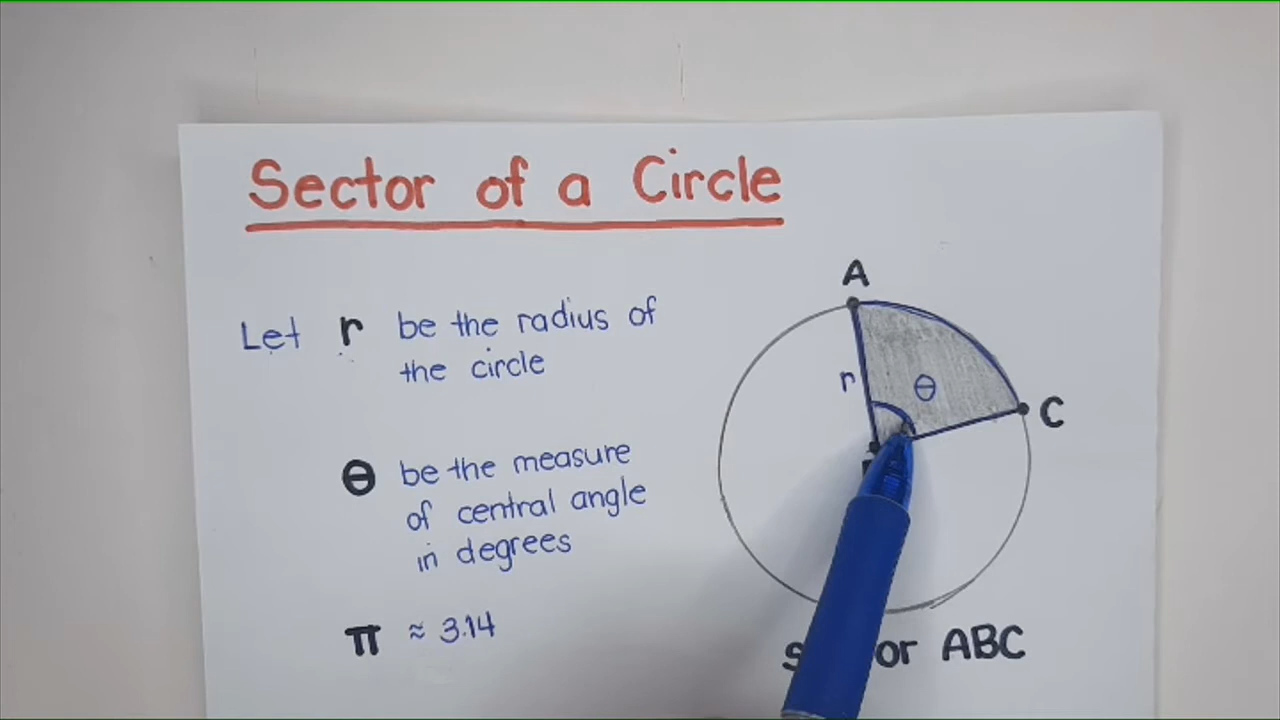 Sector of a Circle
Let r be the radius of
the circle
θ be the measure
of central angle
in degrees
π ≈ 3.14
A
r
θ
C
ABC